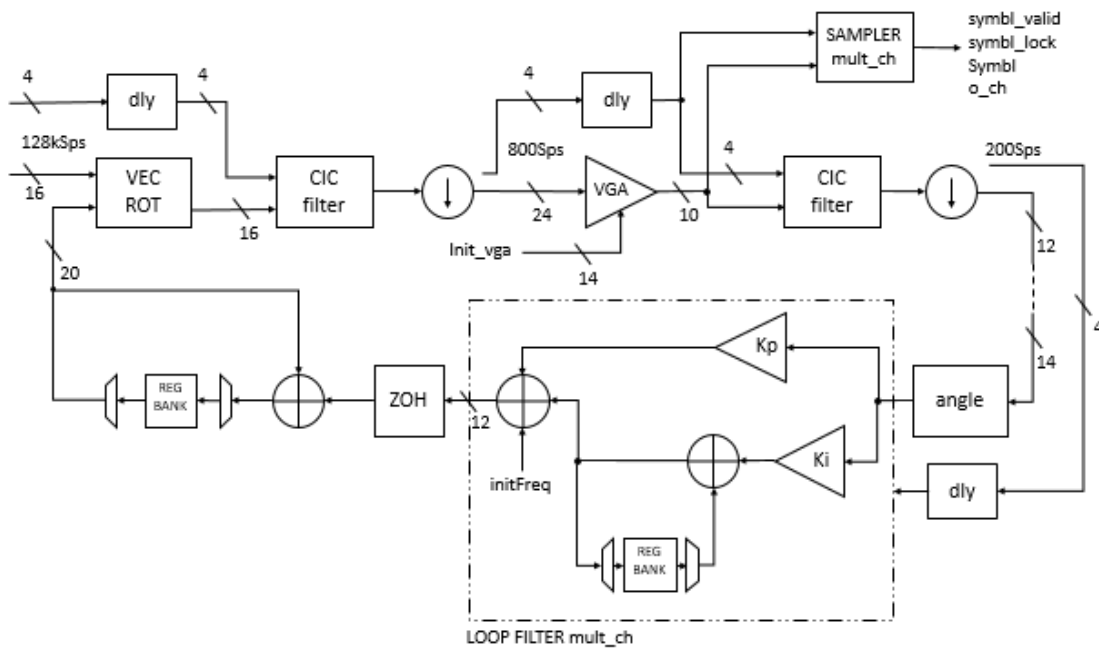 symbl_valid
symbl_lock
Symbl
o_ch
SAMPLER
mult_ch
4
4
4
dly
dly
128kSps
800Sps
200Sps
4
16
VEC
ROT
16
CIC
filter
24
VGA
10
CIC
filter
12
Init_vga
14
20
4
14
Kp
REG
BANK
ZOH
12
angle
Ki
initFreq
dly
REG
BANK
LOOP FILTER mult_ch